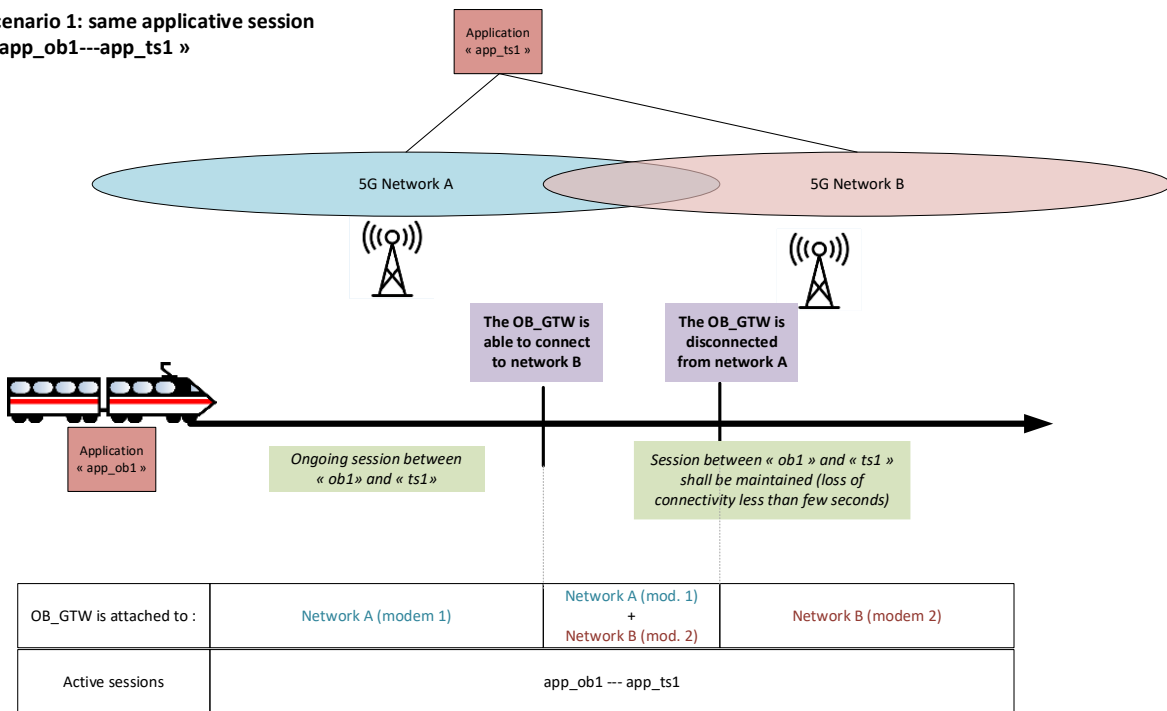 cenario 1: same applicative session
app_ob1---app_ts1 »
Application
« app_ts1 »
5G Network A
5G Network B
The OB_GTW is
able to connect
to network B
The OB_GTW is
disconnected
from network A
Application
« app_ob1 »
Ongoing session between
« ob1» and « ts1»
Session between « ob1 » and « ts1 »
shall be maintained (loss of
connectivity less than few seconds)
OB_GTW is attached to :
Network A (modem 1)
Network A (mod. 1)
+
Network B (mod. 2)
Network B (modem 2)
Active sessions
app_ob1 --- app_ts1